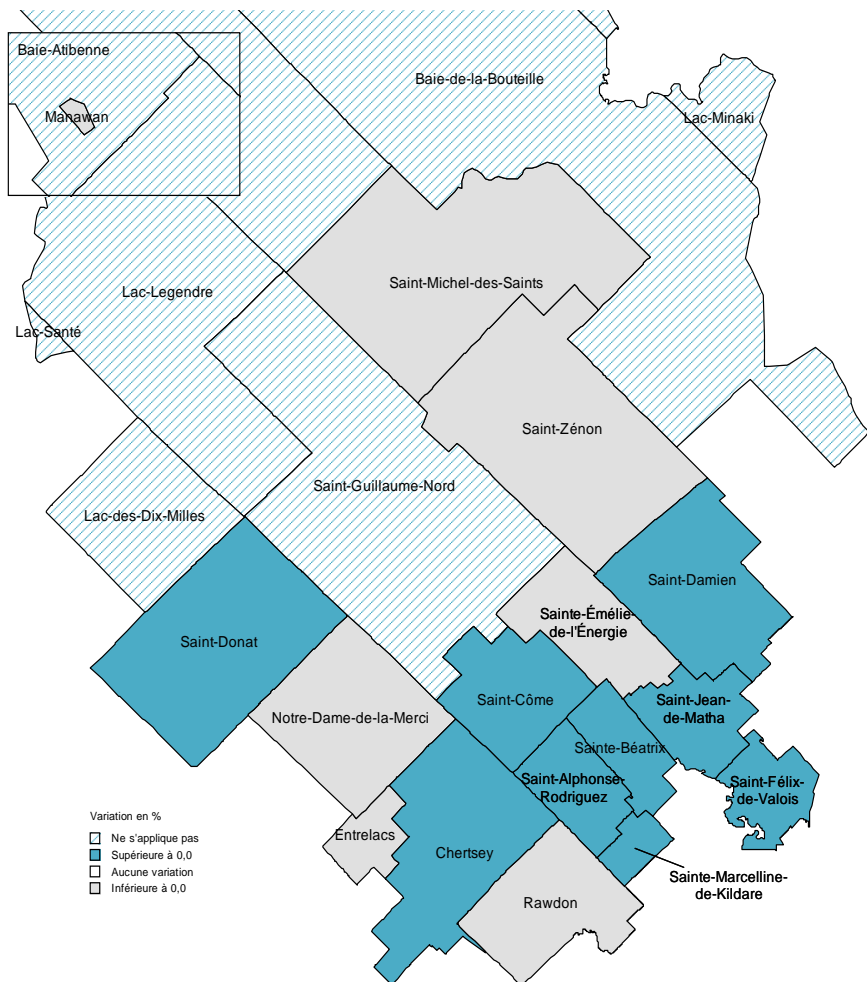 Baie-Atibenne
Manawan
Baie-de-la-Bouteille
Lac-Minaki
Saint-Michel-des-Saints
Lac-Legendre
Lac-Santé
Saint-Zénon
Saint-Guillaume-Nord
Lac-des-Dix-Milles
Saint-Damien
Sainte-Émélie-
de-l'Énergie
Saint-Donat
Saint-Côme
Saint-Jean-
de-Matha
Notre-Dame-de-la-Merci
Sainte-Béatrix
Saint-Alphonse-
Rodriguez
Saint-Félix-
de-Valois
Entrelacs
Chertsey
Sainte-Marcelline-
de-Kildare
Rawdon
Variation en %
Ne s'applique pas
Supérieure à 0,0
Aucune variation
Inférieure à 0,0